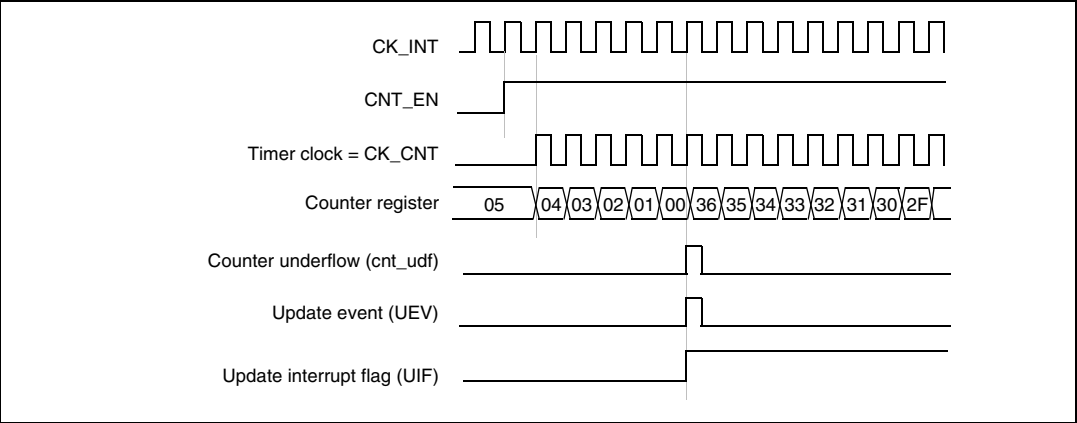 CK_INT
CNT_EN
Timer clock = CK_CNT
Counter register 05 04 03 02 01 00 36 35 34 33 32 31 30 2F
Counter underflow (cnt_udf)
Update event (UEV)
Update interrupt flag (UIF)